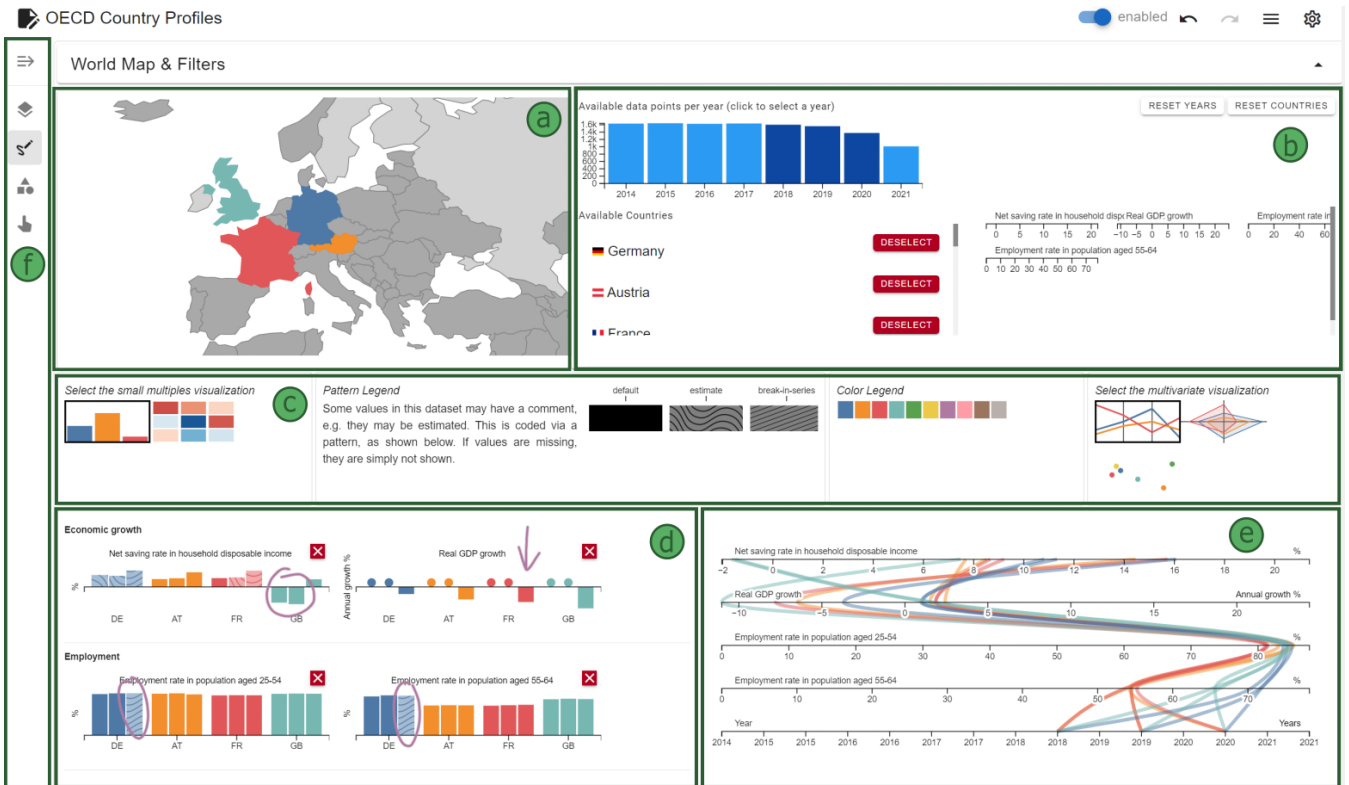 OECD Country Profiles
enabled
World Map & Filters
a
b
c
d
e
f
Available data points per year (click to select a year)
RESET YEARS RESET COUNTRIES
1.6k
1.4k
1.2k
1k
800
600
400
200
0
2014 2015 2016 2017 2018 2019 2020 2021
Available Countries
Germany DESELECT
Austria DESELECT
France DESELECT
Net saving rate in household disp Real GDP growth Employment rate in
0 5 10 15 20 −10 −5 0 5 10 15 20 0 20 40 60
Employment rate in population aged 55-64
0 10 20 30 40 50 60 70
Select the small multiples visualization
Pattern Legend
Some values in this dataset may have a comment,
e.g. they may be estimated. This is coded via a
pattern, as shown below. If values are missing,
they are simply not shown.
default estimate break-in-series
Color Legend
Select the multivariate visualization
Economic growth
Net saving rate in household disposable income
%
DE AT FR GB
Real GDP growth
Annual growth %
DE AT FR GB
Employment
Employment rate in population aged 25-54
%
DE AT FR GB
Employment rate in population aged 55-64
%
DE AT FR GB
Net saving rate in household disposable income %
−2 0 2 4 6 8 10 12 14 16 18 20
Real GDP growth Annual growth %
−10 −5 0 5 10 15 20
Employment rate in population aged 25-54 %
0 10 20 30 40 50 60 70 80
Employment rate in population aged 55-64 %
0 10 20 30 40 50 60 70
Year Years
2014 2015 2015 2016 2016 2017 2017 2018 2018 2019 2019 2020 2020 2021 2021